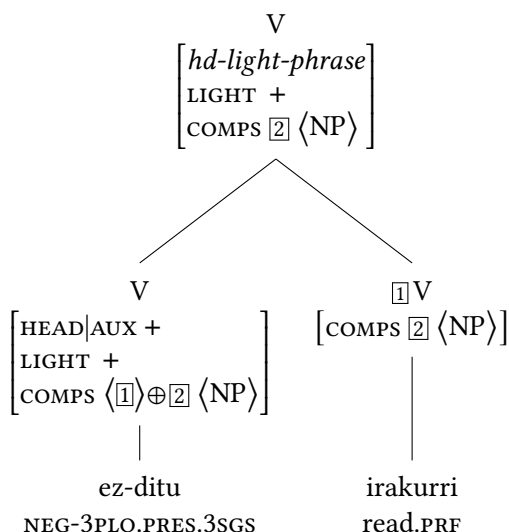 V
[hd-light-phrase
LIGHT +
COMPS [2] ⟨NP⟩]
V
[HEAD|AUX +
LIGHT +
COMPS ⟨[1]⟩⊕[2] ⟨NP⟩]
[1]V
[COMPS [2] ⟨NP⟩]
ez-ditu
NEG-3PLO.PRES.3SGS
irakurri
read.PRF